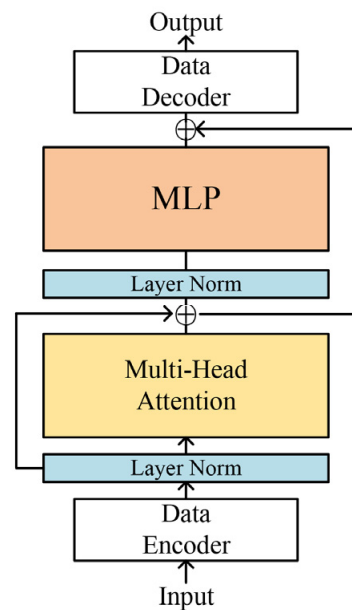 Output
Data
Decoder
MLP
Layer Norm
Multi-Head
Attention
Layer Norm
Data
Encoder
Input